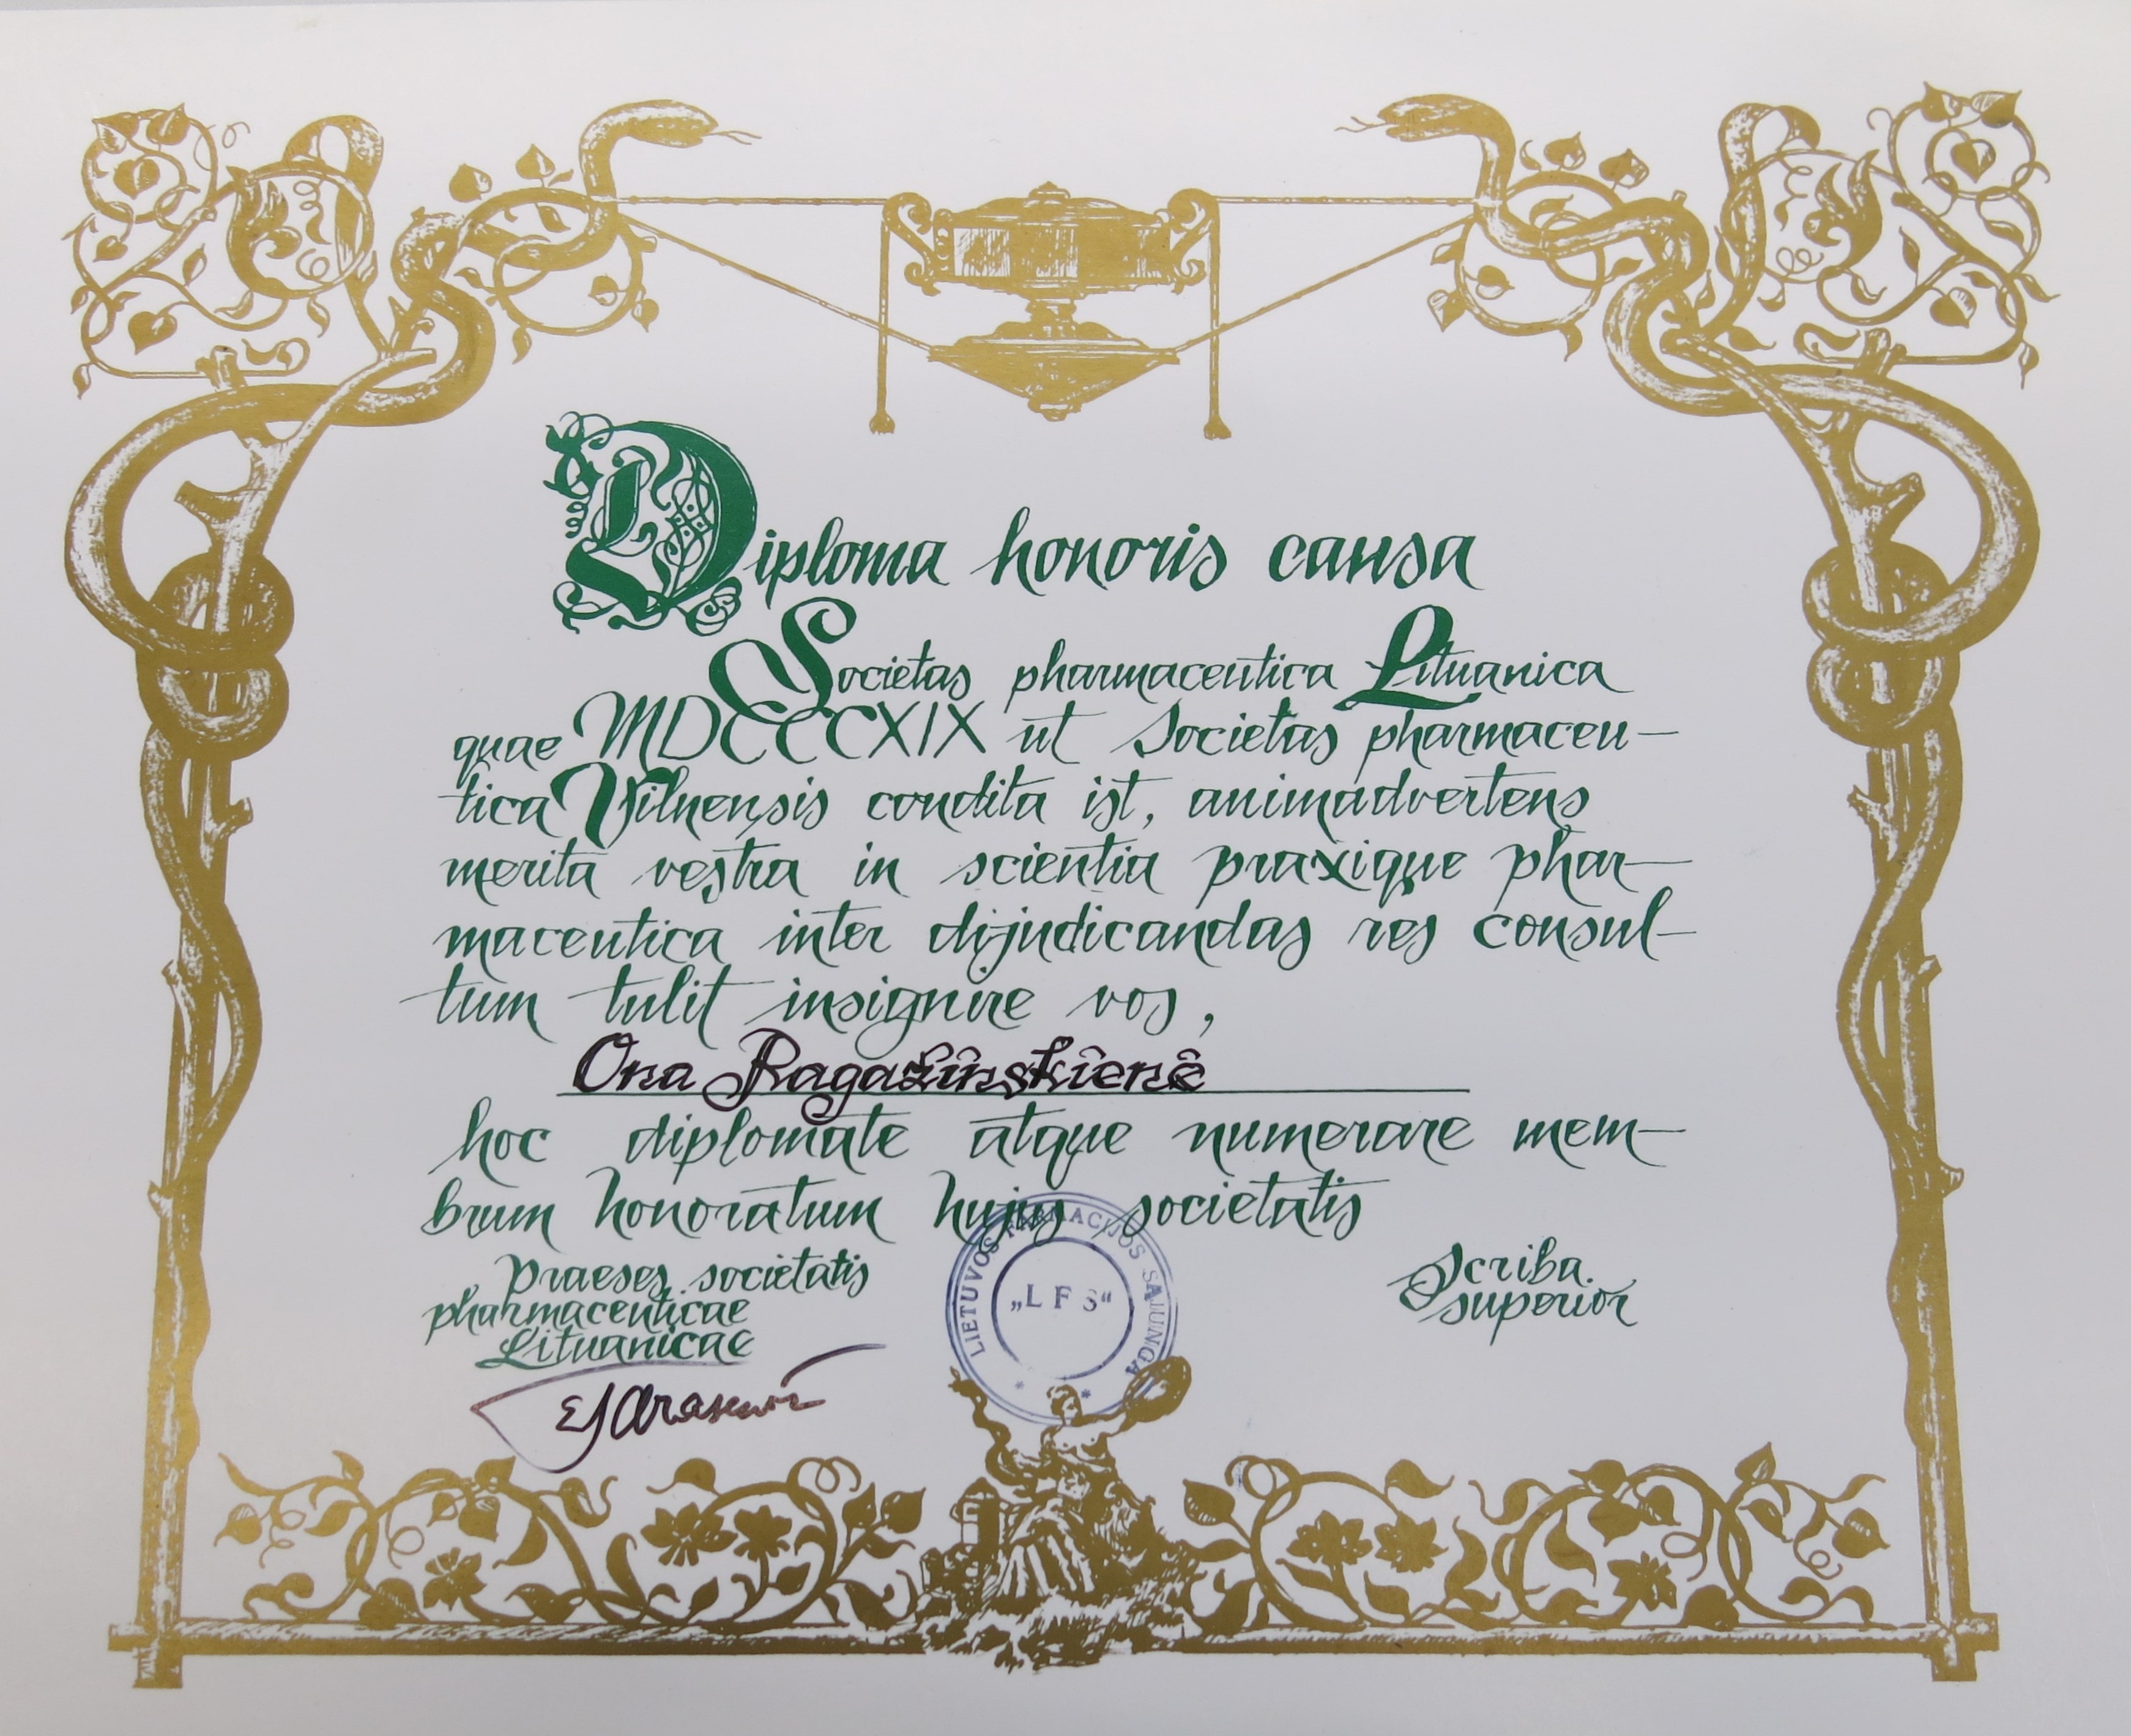 Diploma honoris causa
Societas pharmaceutica Lituanica
quae MDCCCXIX ut Societas pharmaceu-
tica Vilnensis condita ist, animadvertens
merita vestra in scientia praxique phar-
maceutica inter dijudicandas res consul-
tum tulit insignire vos,
Ona Ragažinskienė
hoc diplomate atque numerare mem-
brum honoratum hujus societatis
Praeses societatis
pharmaceuticae
Lituanicae
Scriba
superior
LIETUVOS FARMACIJOS SĄJUNGA
„LFS“